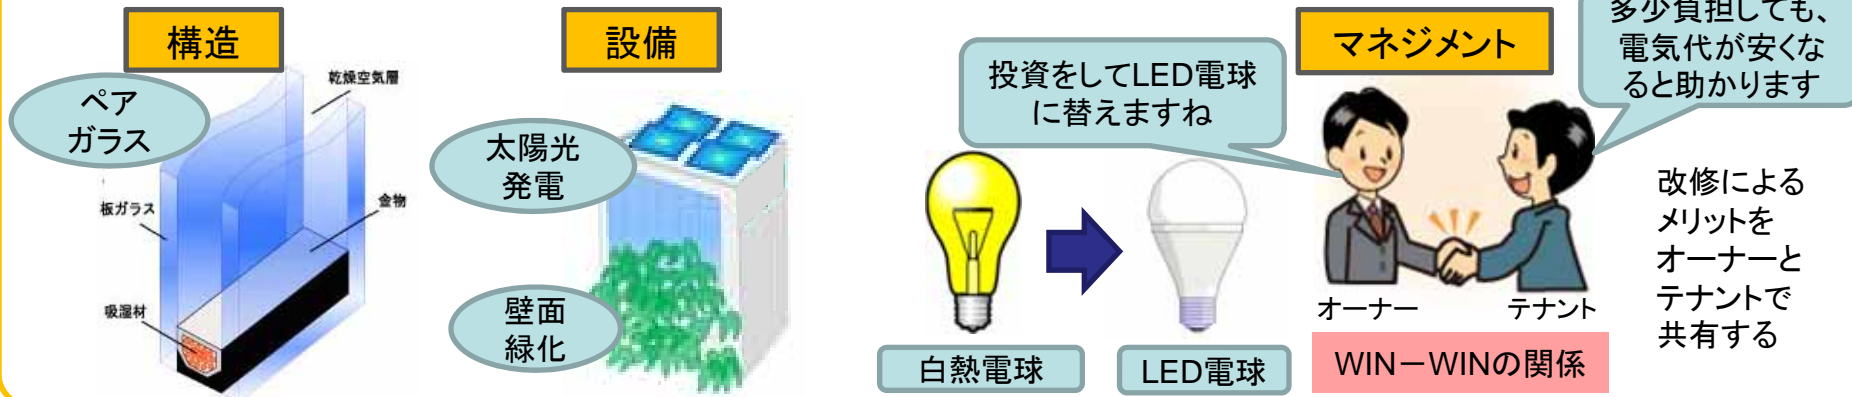 構造
ペア
ガラス
乾燥空気層
板ガラス
金物
吸湿材
設備
太陽光
発電
壁面
緑化
投資をしてLED電球
に替えますね
白熱電球
LED電球
マネジメント
多少負担しても、
電気代が安くな
ると助かります
オーナー
テナント
WIN－WINの関係
改修による
メリットを
オーナーと
テナントで
共有する